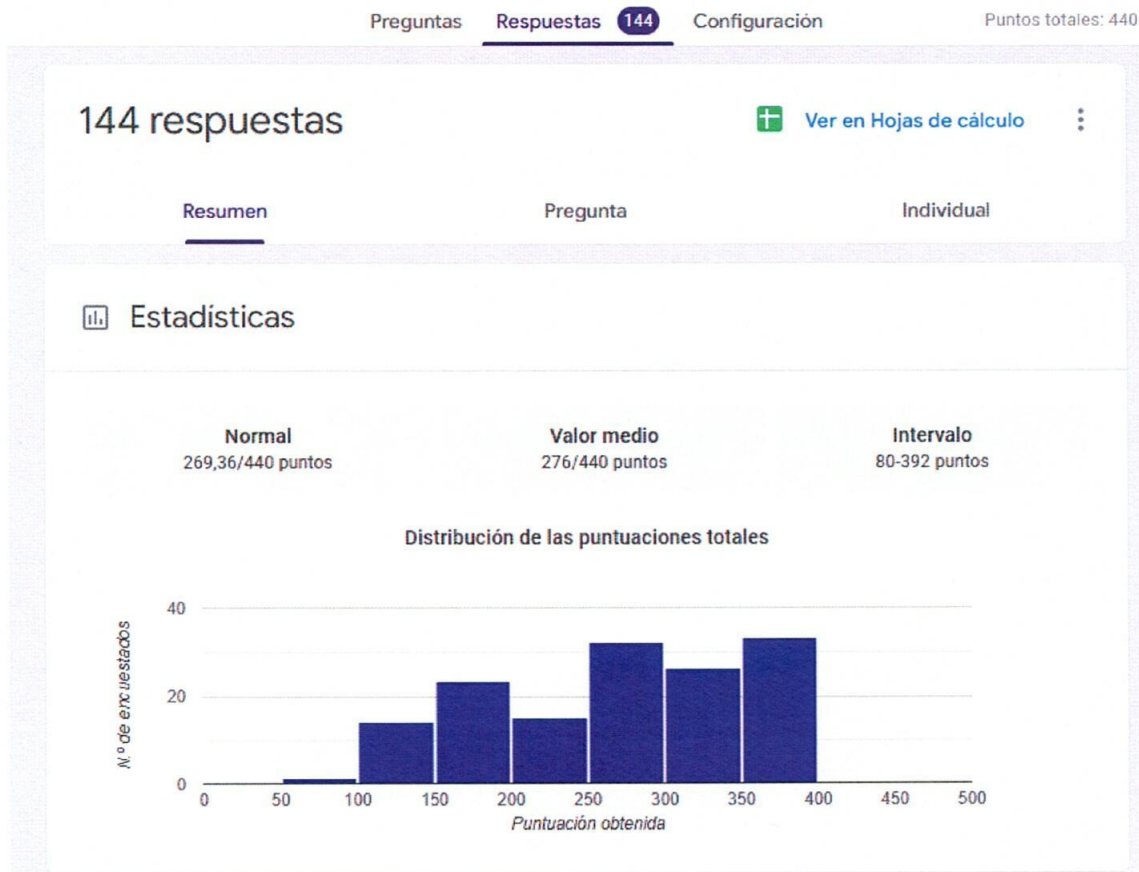 Preguntas Respuestas 144 Configuración Puntos totales: 440
144 respuestas
Ver en Hojas de cálculo
Resumen Pregunta Individual
Estadísticas
Normal Valor medio Intervalo
269,36/440 puntos 276/440 puntos 80-392 puntos
Distribución de las puntuaciones totales
N.º de encuestados
40
20
0
0 50 100 150 200 250 300 350 400 450 500
Puntuación obtenida